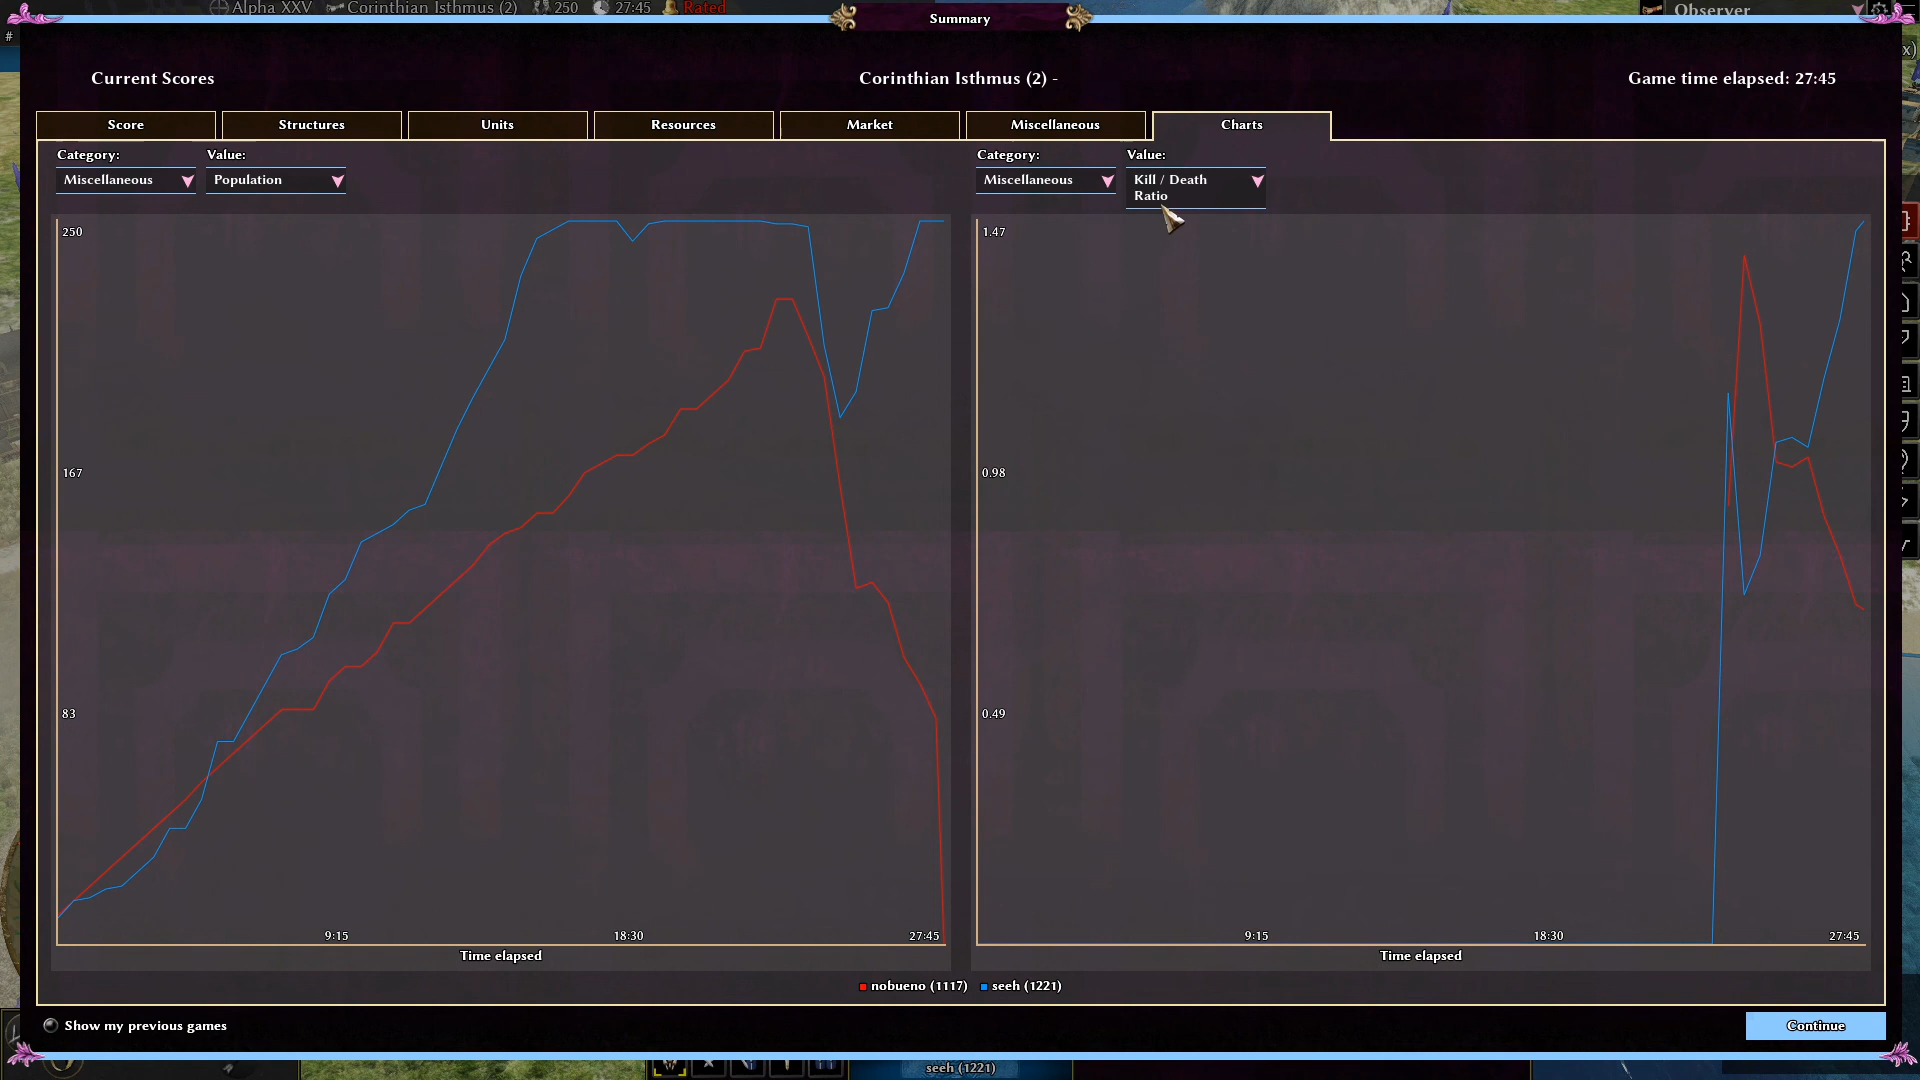 Alpha XXV Corinthian Isthmus (2) 250 27:45 Rated
Observer
Summary
#
x)
Current Scores
Corinthian Isthmus (2) -
Game time elapsed: 27:45
Score
Structures
Units
Resources
Market
Miscellaneous
Charts
Category:
Value:
Miscellaneous
Population
Category:
Value:
Miscellaneous
Kill / Death
Ratio
250
167
83
9:15
18:30
27:45
Time elapsed
1.47
0.98
0.49
9:15
18:30
27:45
Time elapsed
nobueno (1117)
seeh (1221)
Show my previous games
Continue
seeh (1221)